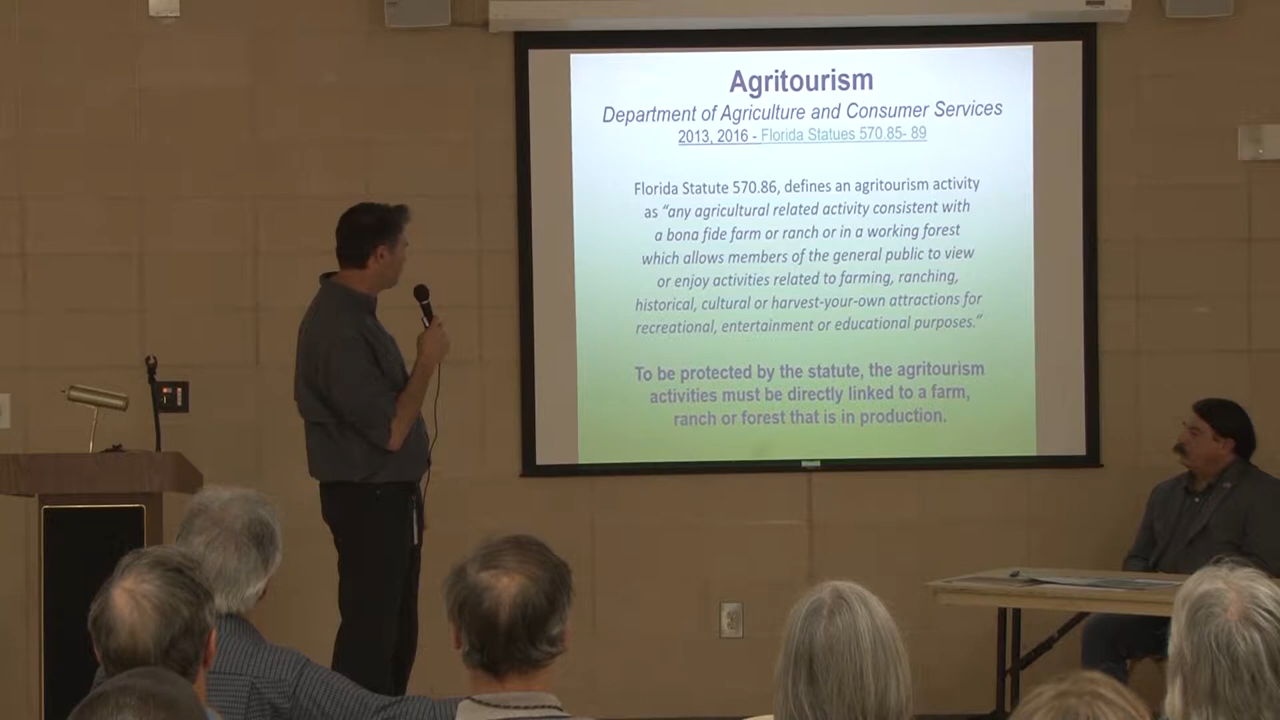 Agritourism
Department of Agriculture and Consumer Services
2013, 2016 - Florida Statues 570.85- 89
Florida Statute 570.86, defines an agritourism activity
as “any agricultural related activity consistent with
a bona fide farm or ranch or in a working forest
which allows members of the general public to view
or enjoy activities related to farming, ranching,
historical, cultural or harvest-your-own attractions for
recreational, entertainment or educational purposes.”
To be protected by the statute, the agritourism
activities must be directly linked to a farm,
ranch or forest that is in production.